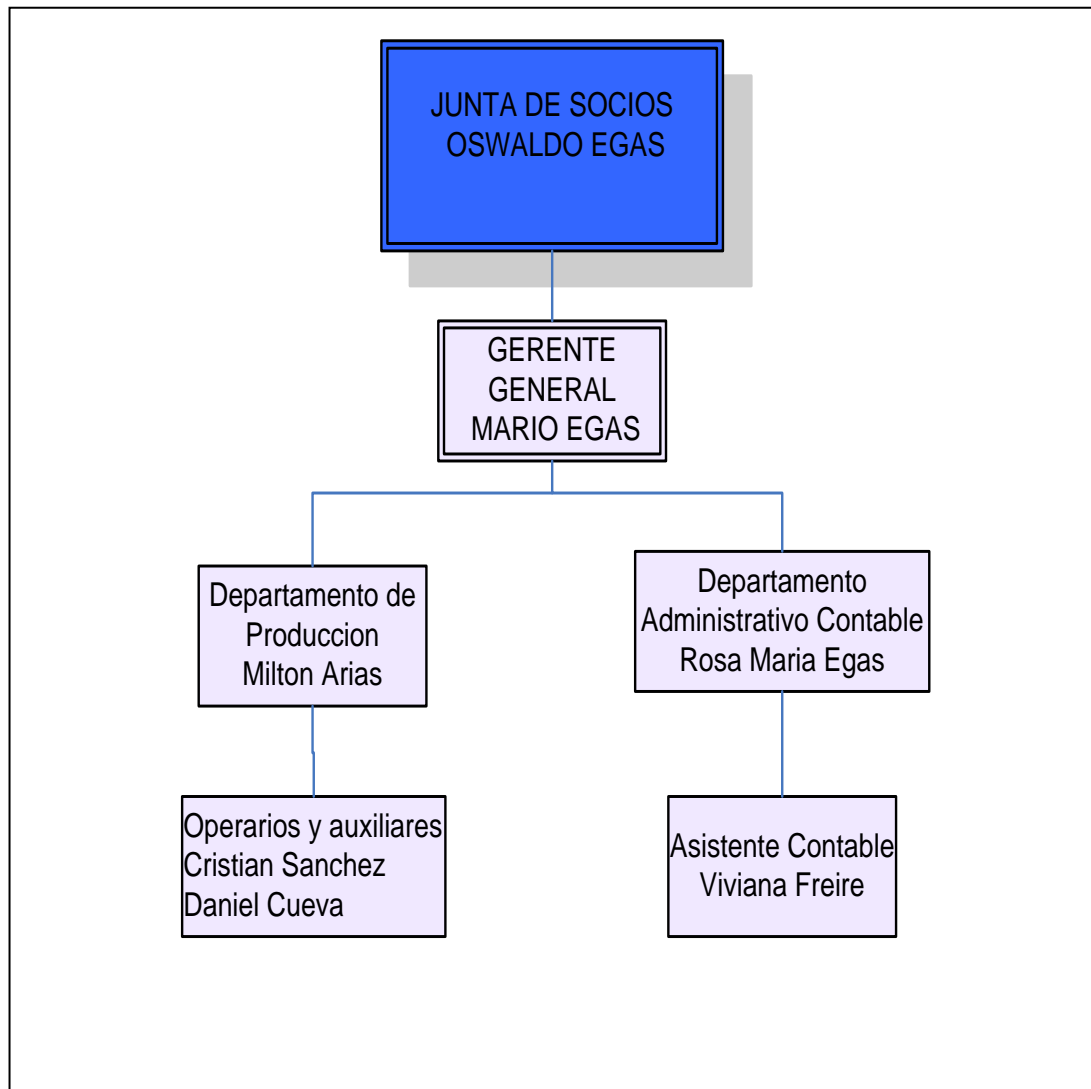 JUNTA DE SOCIOS
OSWALDO EGAS
GERENTE
GENERAL
MARIO EGAS
Departamento de
Produccion
Milton Arias
Departamento
Administrativo Contable
Rosa Maria Egas
Operarios y auxiliares
Cristian Sanchez
Daniel Cueva
Asistente Contable
Viviana Freire